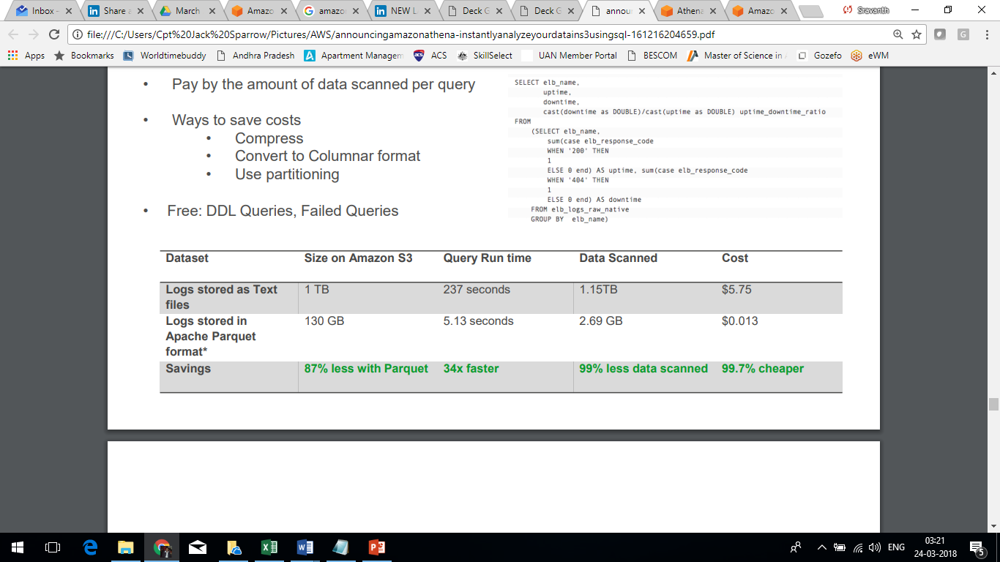 Inbox -
Share a
March
Amazo
amazo
NEW L
Deck G
Deck G
annou
Athena
Amazo
Sravanth
file:///C:/Users/Cpt%20Jack%20Sparrow/Pictures/AWS/announcingamazonathena-instantlyanalyzeyourdatains3usingsql-161216204659.pdf
Apps Bookmarks Worldtimebuddy Andhra Pradesh Apartment Managem ACS SkillSelect UAN Member Portal BESCOM Master of Science in Gozefo eWM
• Pay by the amount of data scanned per query
• Ways to save costs
• Compress
• Convert to Columnar format
• Use partitioning
• Free: DDL Queries, Failed Queries
SELECT elb_name,
uptime,
downtime,
cast(downtime as DOUBLE)/cast(uptime as DOUBLE) uptime_downtime_ratio
FROM
(SELECT elb_name,
sum(case elb_response_code
WHEN '200' THEN
1
ELSE 0 end) AS uptime, sum(case elb_response_code
WHEN '404' THEN
1
ELSE 0 end) AS downtime
FROM elb_logs_raw_native
GROUP BY elb_name)
Dataset Size on Amazon S3 Query Run time Data Scanned Cost
Logs stored as Text 1 TB 237 seconds 1.15TB $5.75
files
Logs stored in 130 GB 5.13 seconds 2.69 GB $0.013
Apache Parquet
format*
Savings 87% less with Parquet 34x faster 99% less data scanned 99.7% cheaper
ENG
03:21
24-03-2018
5